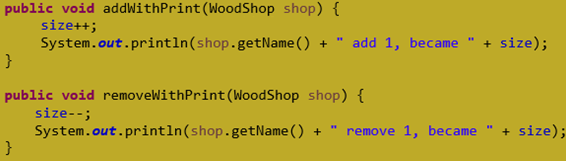 public void addWithPrint(WoodShop shop) {
size++;
System.out.println(shop.getName() + " add 1, became " + size);
}
public void removeWithPrint(WoodShop shop) {
size--;
System.out.println(shop.getName() + " remove 1, became " + size);
}